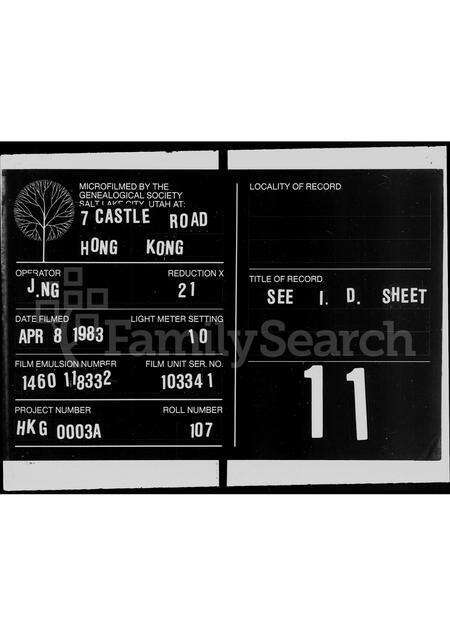 MICROFILMED BY THE
GENEALOGICAL SOCIETY
SALT LAKE CITY, UTAH AT:
7 CASTLE ROAD
HONG KONG
OPERATOR REDUCTION X
J.NG 21
DATE FILMED LIGHT METER SETTING
APR 8 1983 10
FILM EMULSION NUMBER FILM UNIT SER. NO.
1460 118332 103341
PROJECT NUMBER ROLL NUMBER
HKG 0003A 107
LOCALITY OF RECORD
TITLE OF RECORD
SEE I. D. SHEET
11
FamilySearch